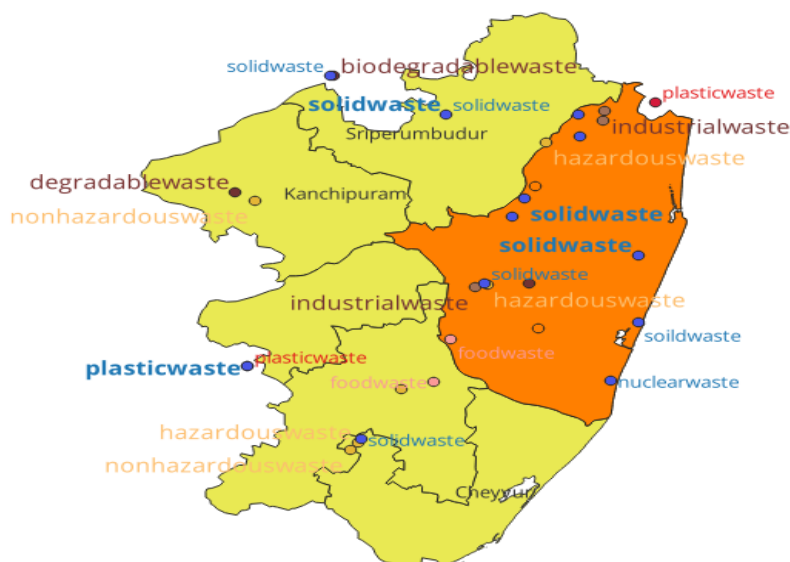 solidwaste
biodegradablewaste
plasticwaste
solidwaste
solidwaste
Sriperumbudur
industrialwaste
hazardouswaste
degradablewaste
Kanchipuram
nonhazardouswaste
solidwaste
solidwaste
solidwaste
industrialwaste
hazardouswaste
soildwaste
foodwaste
plasticwaste
plasticwaste
foodwaste
nuclearwaste
hazardouswaste
solidwaste
nonhazardouswaste
Cheyyur